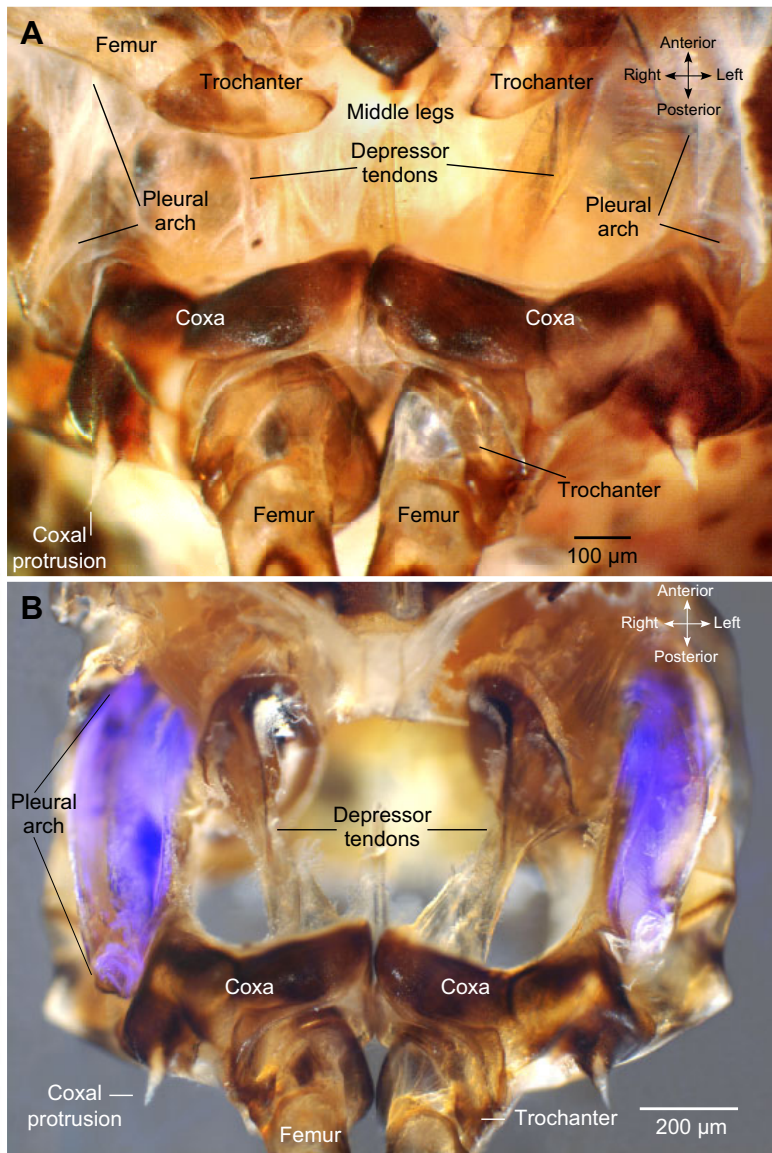 A
Femur
Trochanter
Trochanter
Anterior
Right
Left
Posterior
Middle legs
Depressor
tendons
Pleural
arch
Pleural
arch
Coxa
Coxa
Trochanter
Femur
Femur
Coxal
protrusion
100 µm
B
Anterior
Right
Left
Posterior
Pleural
arch
Depressor
tendons
Coxa
Coxa
Coxal
protrusion
Trochanter
Femur
200 µm